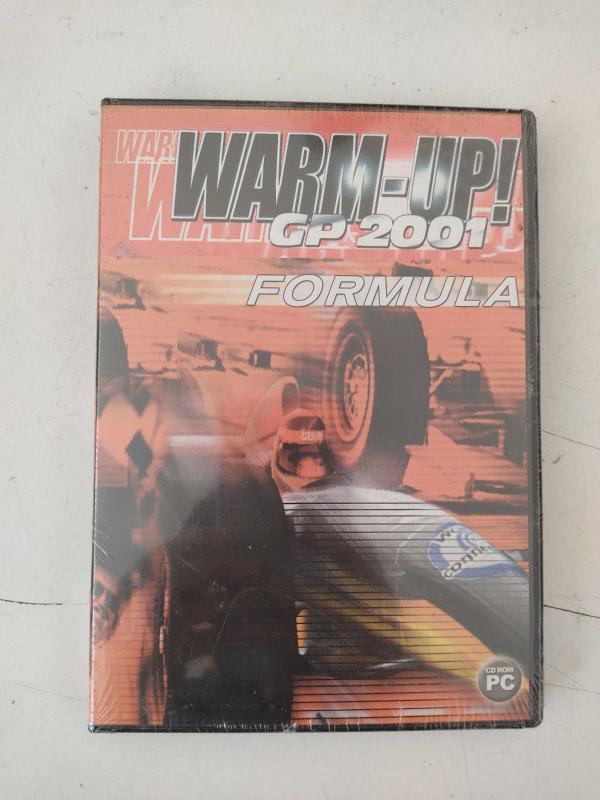 WARM-UP!
GP 2001
FORMULA
CD ROM
PC